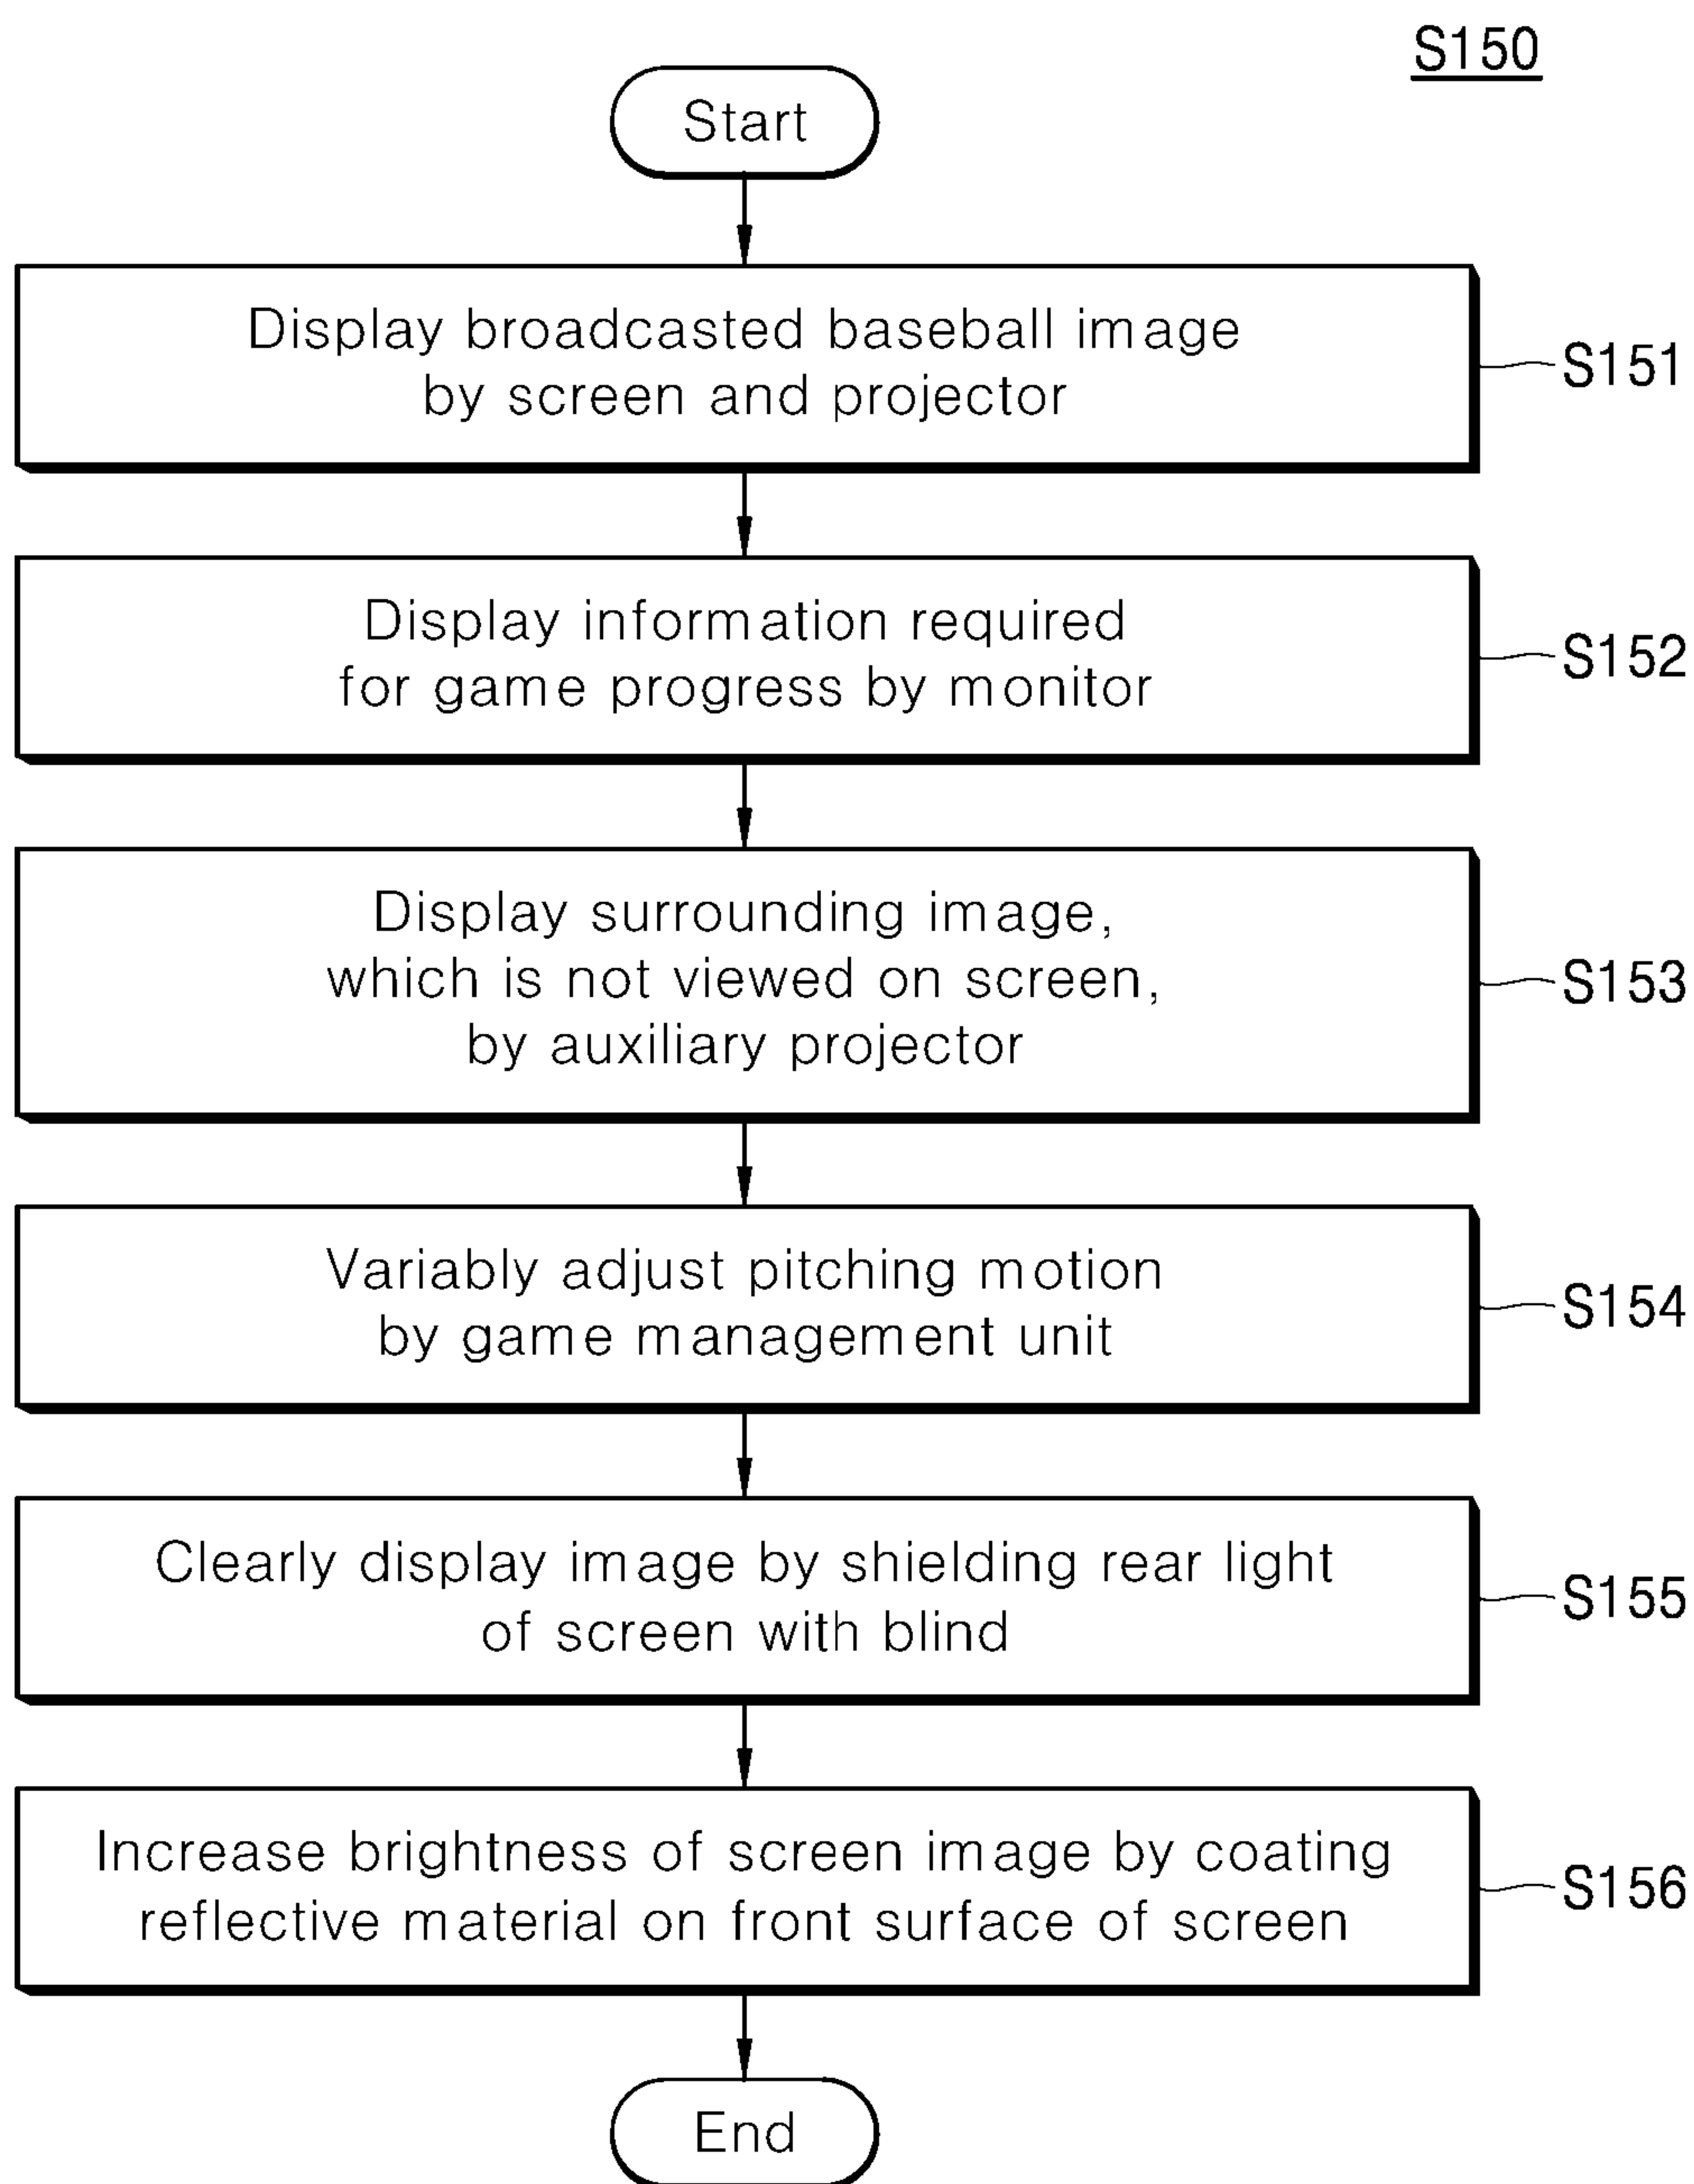 S150
Start
Display broadcasted baseball image
by screen and projector
S151
Display information required
for game progress by monitor
S152
Display surrounding image,
which is not viewed on screen,
by auxiliary projector
S153
Variably adjust pitching motion
by game management unit
S154
Clearly display image by shielding rear light
of screen with blind
S155
Increase brightness of screen image by coating
reflective material on front surface of screen
S156
End